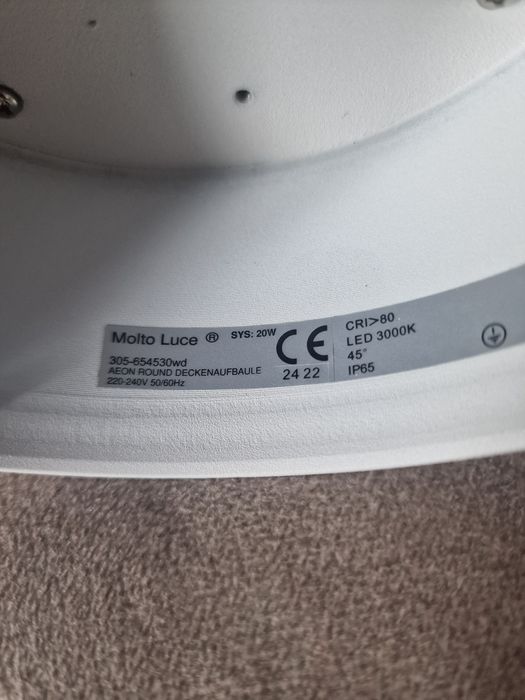 Molto Luce ® SYS: 20W
305-654530wd
AEON ROUND DECKENAUFBAULE
220-240V 50/60Hz
CE
24 22
CRI>80
LED 3000K
45°
IP65